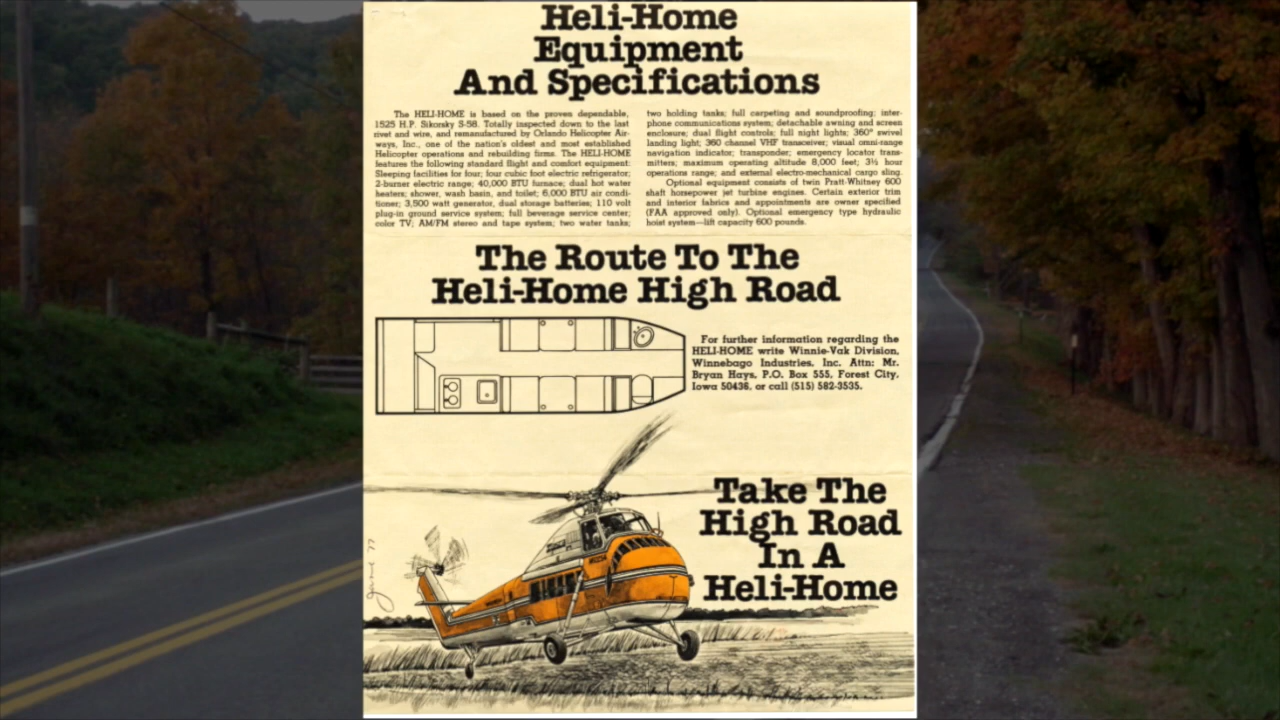 Heli-Home
Equipment
And Specifications
The HELI-HOME is based on the proven dependable,
1525 H.P. Sikorsky S-58. Totally inspected down to the last
rivet and wire, and remanufactured by Orlando Helicopter Air-
ways, Inc., one of the nation's oldest and most established
Helicopter operations and rebuilding firms. The HELI-HOME
features the following standard flight and comfort equipment:
Sleeping facilities for four; four cubic foot electric refrigerator;
2-burner electric range; 40,000 BTU furnace; dual hot water
heaters; shower, wash basin, and toilet; 6,000 BTU air condi-
tioner; 3,500 watt generator, dual storage batteries; 110 volt
plug-in ground service system; full beverage service center;
color TV; AM/FM stereo and tape system; two water tanks;
two holding tanks; full carpeting and soundproofing; inter-
phone communications system; detachable awning and screen
enclosure; dual flight controls; full night lights; 360° swivel
landing light; 360 channel VHF transceiver; visual omni-range
navigation indicator; transponder; emergency locator trans-
mitters; maximum operating altitude 8,000 feet; 3½ hour
operations range; and external electro-mechanical cargo sling.
Optional equipment consists of twin Pratt-Whitney 600
shaft horsepower jet turbine engines. Certain exterior trim
and interior fabrics and appointments are owner specified
(FAA approved only). Optional emergency type hydraulic
hoist system—lift capacity 600 pounds.
The Route To The
Heli-Home High Road
For further information regarding the
HELI-HOME write Winnie-Vak Division,
Winnebago Industries, Inc. Attn: Mr.
Bryan Hays, P.O. Box 555, Forest City,
Iowa 50436, or call (515) 582-3535.
Take The
High Road
In A
Heli-Home